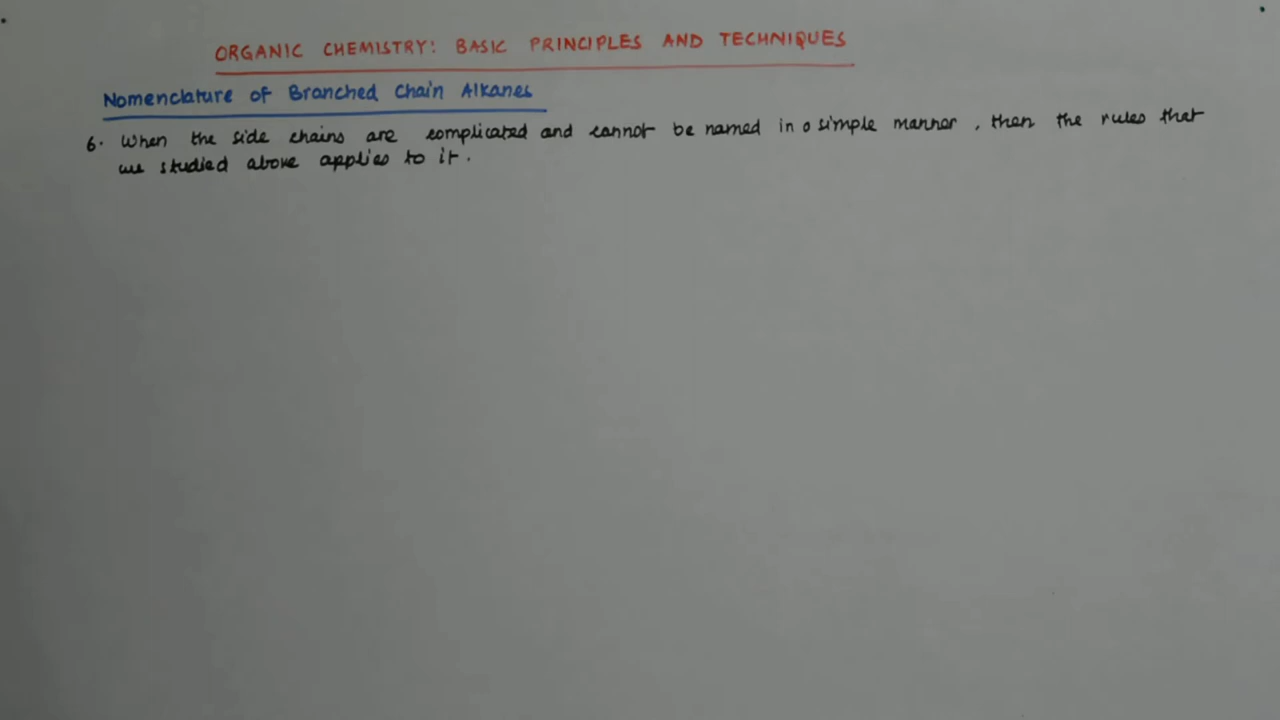 ORGANIC CHEMISTRY: BASIC PRINCIPLES AND TECHNIQUES
Nomenclature of Branched Chain Alkanes
6. When the side chains are complicated and cannot be named in a simple manner, then the rules that
we studied above applies to it.